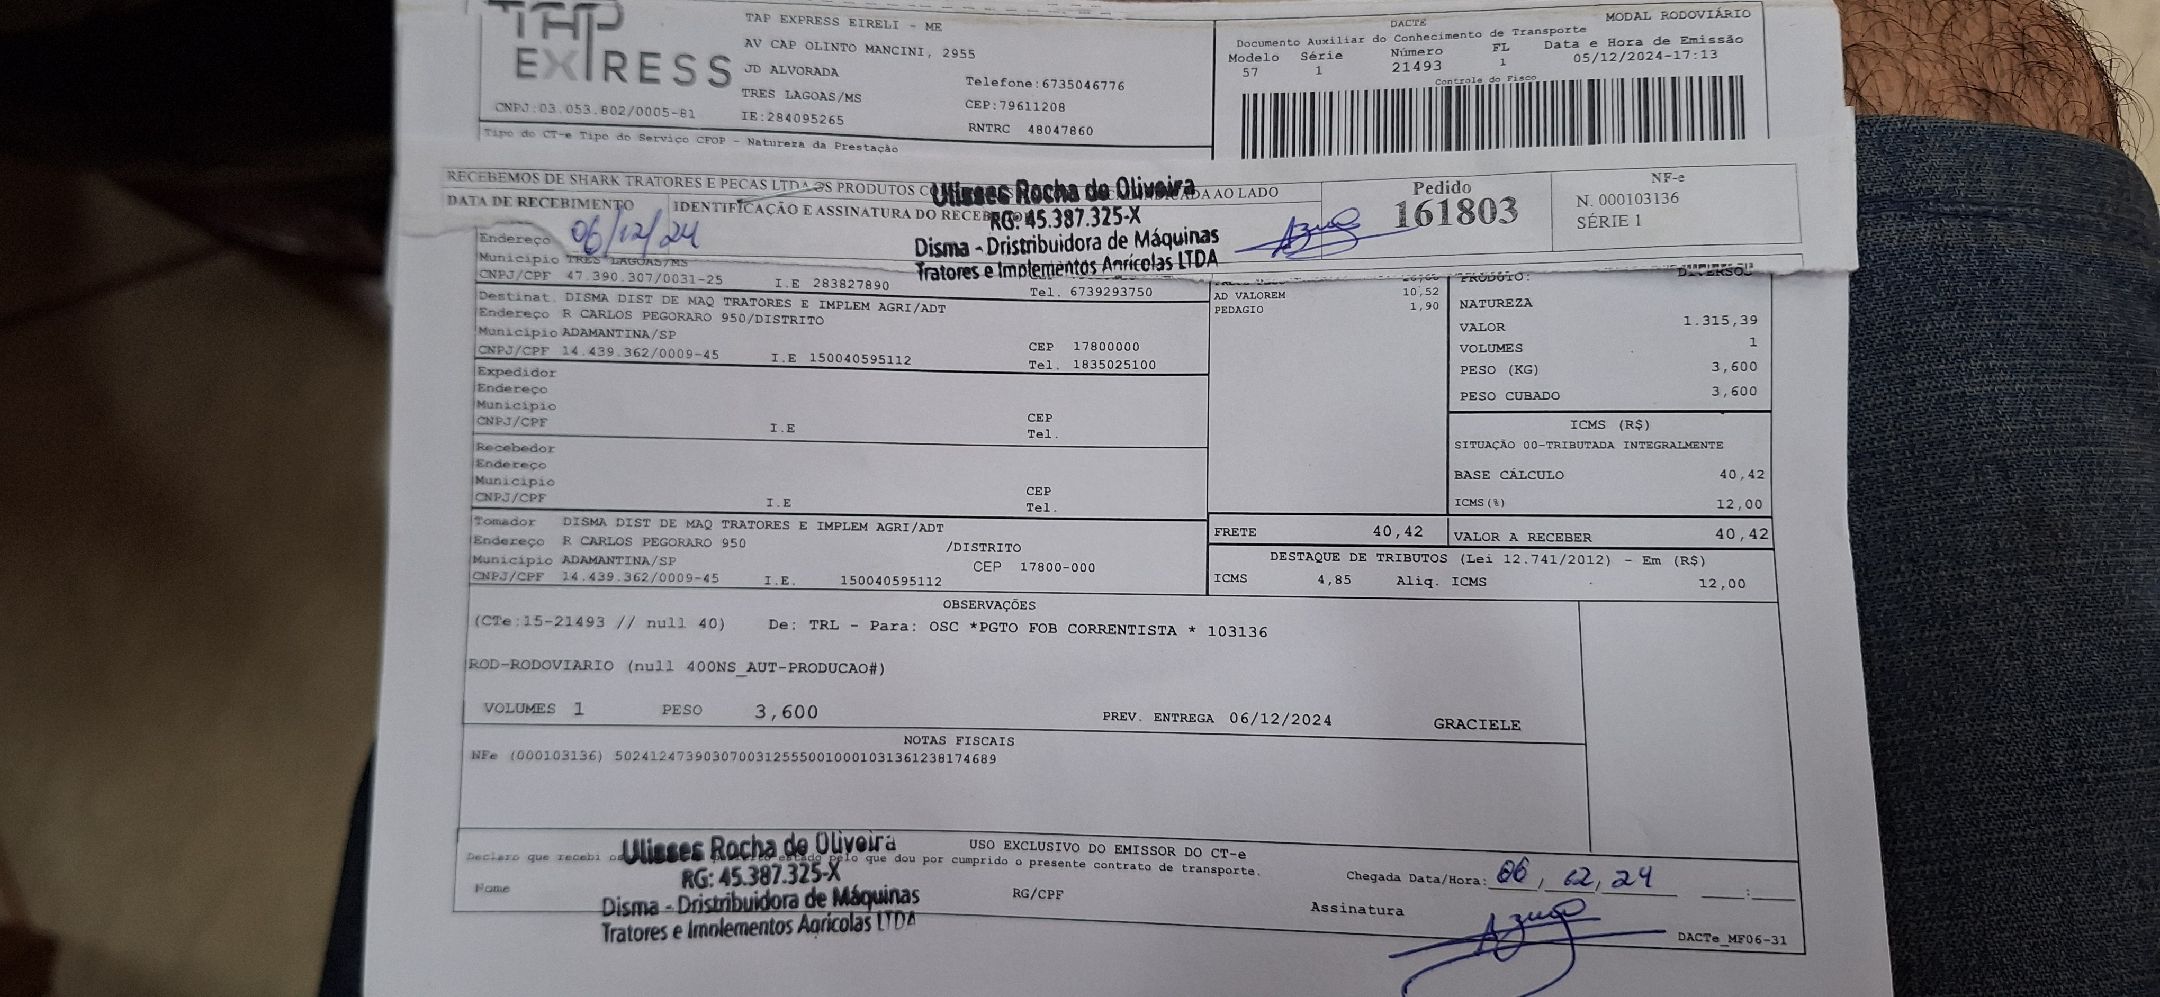 TAP EXPRESS
CNPJ:03.053.802/0005-81
TAP EXPRESS EIRELI - ME
AV CAP OLINTO MANCINI, 2955
JD ALVORADA
TRES LAGOAS/MS
IE:284095265
Telefone:6735046776
CEP:79611208
RNTRC 48047860
DACTE MODAL RODOVIÁRIO
Documento Auxiliar do Conhecimento de Transporte
Modelo Série Número FL Data e Hora de Emissão
57 1 21493 1 05/12/2024-17:13
Controle do Fisco
Tipo do CT-e Tipo do Serviço CFOP - Natureza da Prestação
RECEBEMOS DE SHARK TRATORES E PECAS LTDA OS PRODUTOS AO LADO
DATA DE RECEBIMENTO IDENTIFICAÇÃO E ASSINATURA DO
06/12/24
Ulisses Rocha de Oliveira
RG: 45.387.325-X
Disma - Dristribuidora de Máquinas
Tratores e Implementos Agrícolas LTDA
Pedido
161803
NF-e
N. 000103136
SÉRIE 1
Endereço
Município TRES LAGOAS/MS
CNPJ/CPF 47.390.307/0031-25 I.E 283827890 Tel. 6739293750
Destinat. DISMA DIST DE MAQ TRATORES E IMPLEM AGRI/ADT
Endereço R CARLOS PEGORARO 950/DISTRITO
Município ADAMANTINA/SP CEP 17800000
CNPJ/CPF 14.439.362/0009-45 I.E 150040595112 Tel. 1835025100
Expedidor
Endereço
Município CEP
CNPJ/CPF I.E Tel.
Recebedor
Endereço
Município CEP
CNPJ/CPF I.E Tel.
Tomador DISMA DIST DE MAQ TRATORES E IMPLEM AGRI/ADT
Endereço R CARLOS PEGORARO 950 /DISTRITO
Município ADAMANTINA/SP CEP 17800-000
CNPJ/CPF 14.439.362/0009-45 I.E. 150040595112
AD VALOREM 10,52
PEDAGIO 1,90
FRETE 40,42
PRODUTO: DIVERSOS
NATUREZA
VALOR 1.315,39
VOLUMES 1
PESO (KG) 3,600
PESO CUBADO 3,600
ICMS (R$)
SITUAÇÃO 00-TRIBUTADA INTEGRALMENTE
BASE CÁLCULO 40,42
ICMS(%) 12,00
VALOR A RECEBER 40,42
DESTAQUE DE TRIBUTOS (Lei 12.741/2012) - Em (R$)
ICMS 4,85 Aliq. ICMS 12,00
OBSERVAÇÕES
(CTe:15-21493 // null 40) De: TRL - Para: OSC *PGTO FOB CORRENTISTA * 103136
ROD-RODOVIARIO (null 400NS_AUT-PRODUCAO#)
VOLUMES 1 PESO 3,600 PREV. ENTREGA 06/12/2024 GRACIELE
NOTAS FISCAIS
NFe (000103136) 50241247390307003125550010001031361238174689
USO EXCLUSIVO DO EMISSOR DO CT-e
Declaro que recebi estado pelo que dou por cumprido o presente contrato de transporte.
Ulisses Rocha de Oliveira
RG: 45.387.325-X
Disma - Dristribuidora de Máquinas
Tratores e Implementos Agrícolas LTDA
Nome RG/CPF
Chegada Data/Hora: 06, 12, 24 :
Assinatura
DACTe_MF06-31